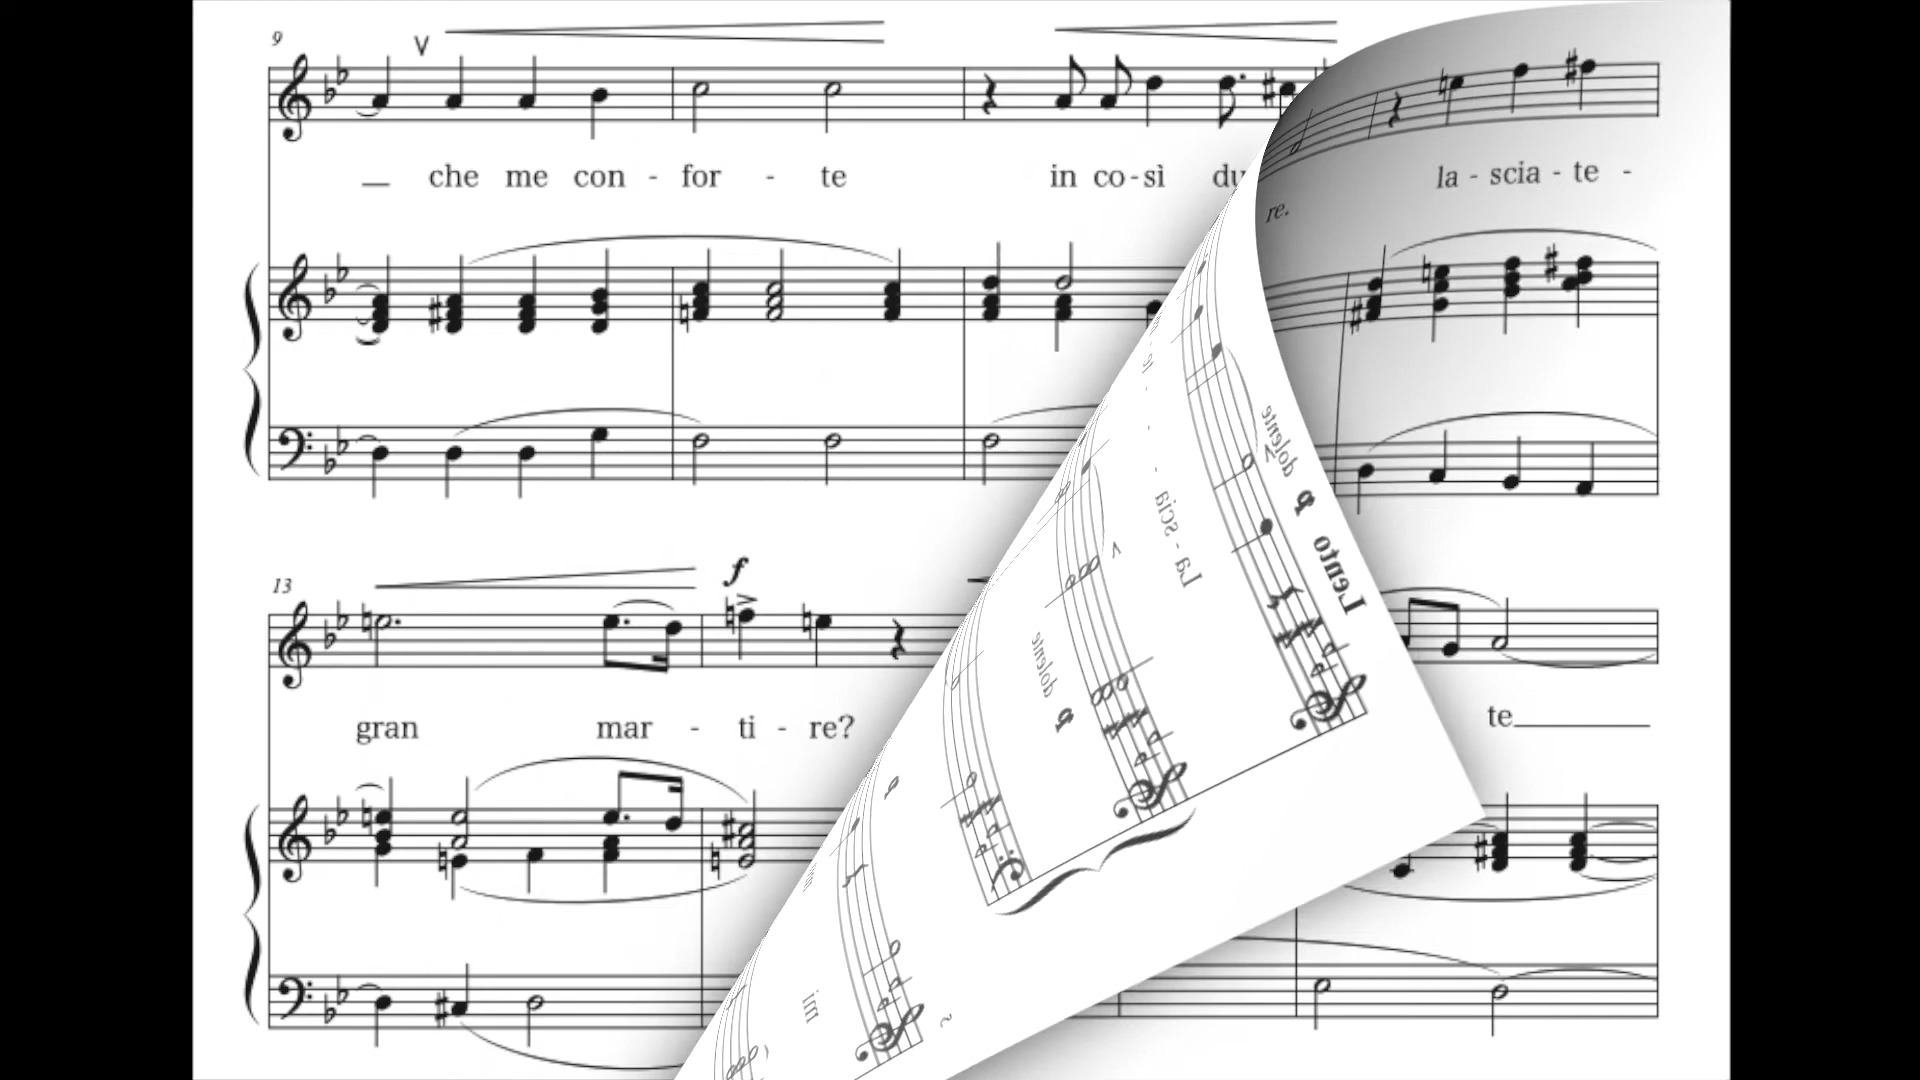 9
che me con - for - te in co - sì du
la - scia - te -
re.
dolente
p
Lento
La - scia -
13
f
gran mar - ti - re?
te
p dolente
mi